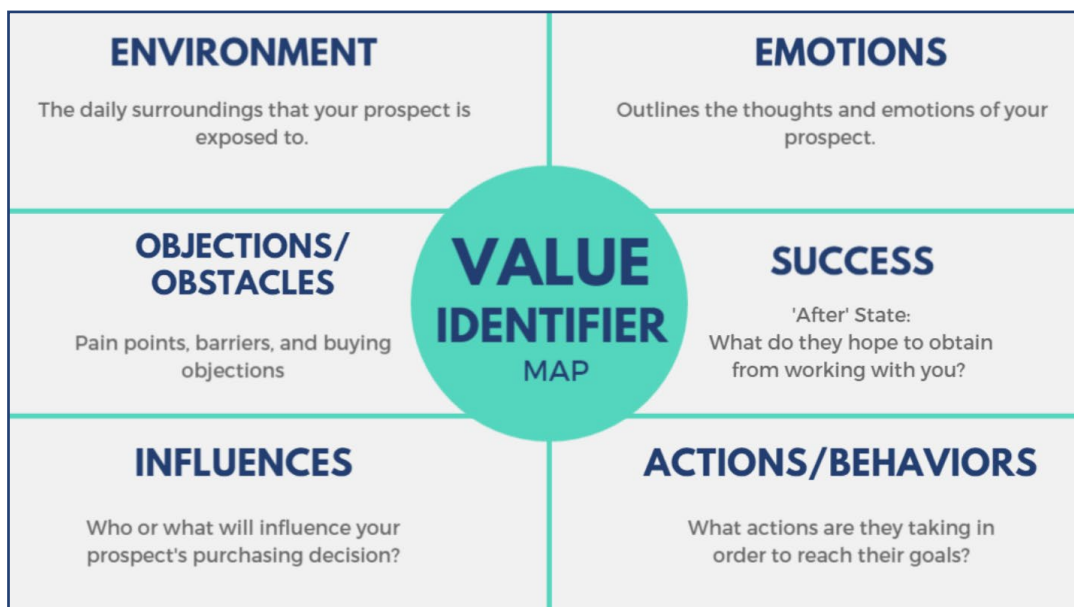 ENVIRONMENT
The daily surroundings that your prospect is
exposed to.
EMOTIONS
Outlines the thoughts and emotions of your
prospect.
OBJECTIONS/
OBSTACLES
Pain points, barriers, and buying
objections
VALUE
IDENTIFIER
MAP
SUCCESS
'After' State:
What do they hope to obtain
from working with you?
INFLUENCES
Who or what will influence your
prospect's purchasing decision?
ACTIONS/BEHAVIORS
What actions are they taking in
order to reach their goals?